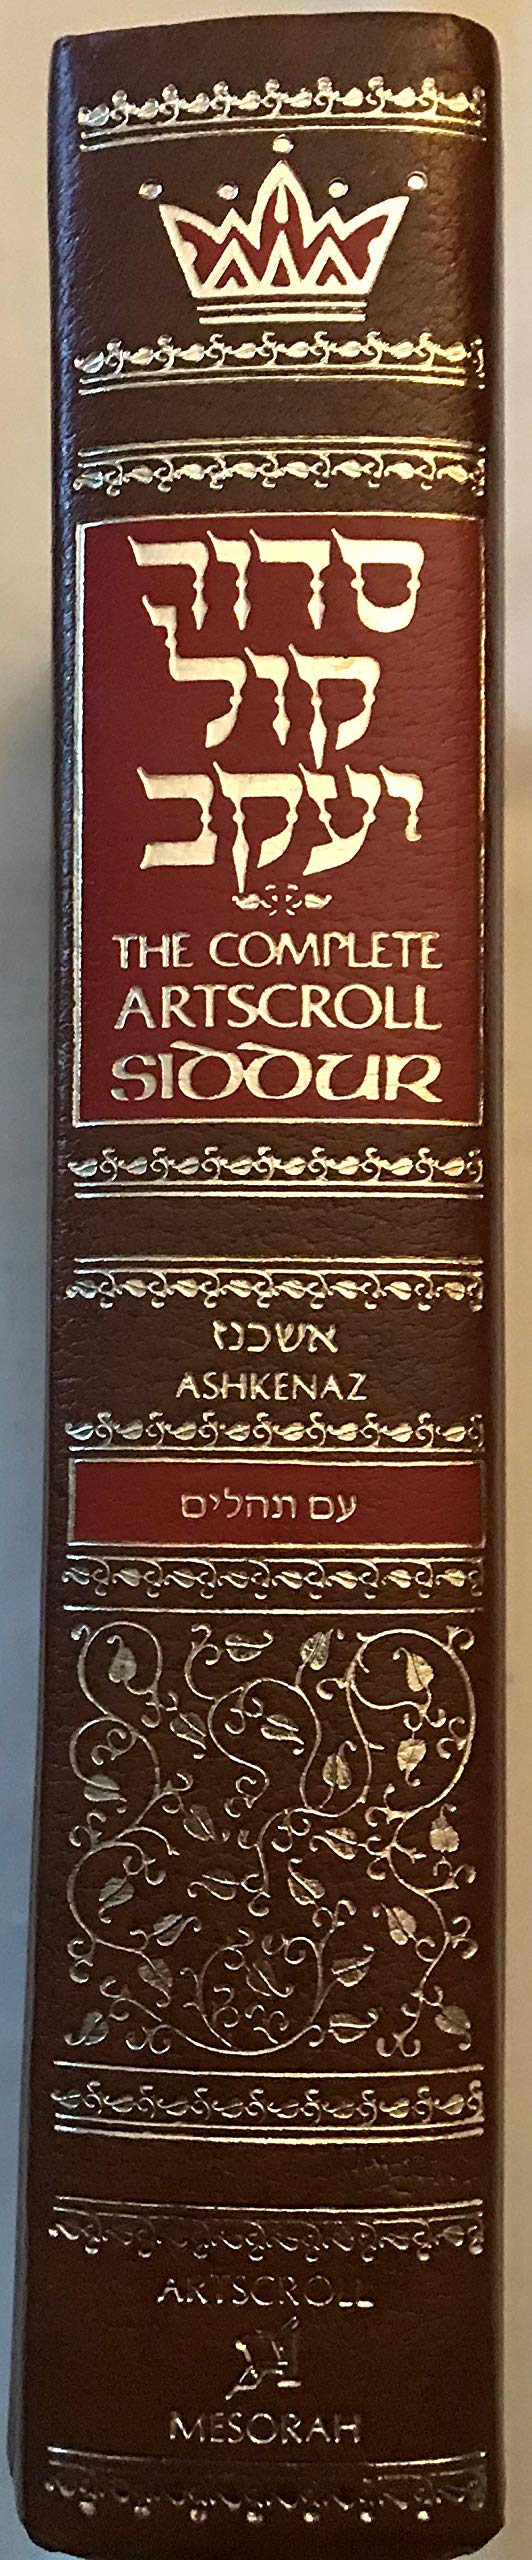 סדור
קול
יעקב
THE COMPLETE
ARTSCROLL
SIDDUR
אשכנז
ASHKENAZ
עם תהלים
ARTSCROLL
MESORAH